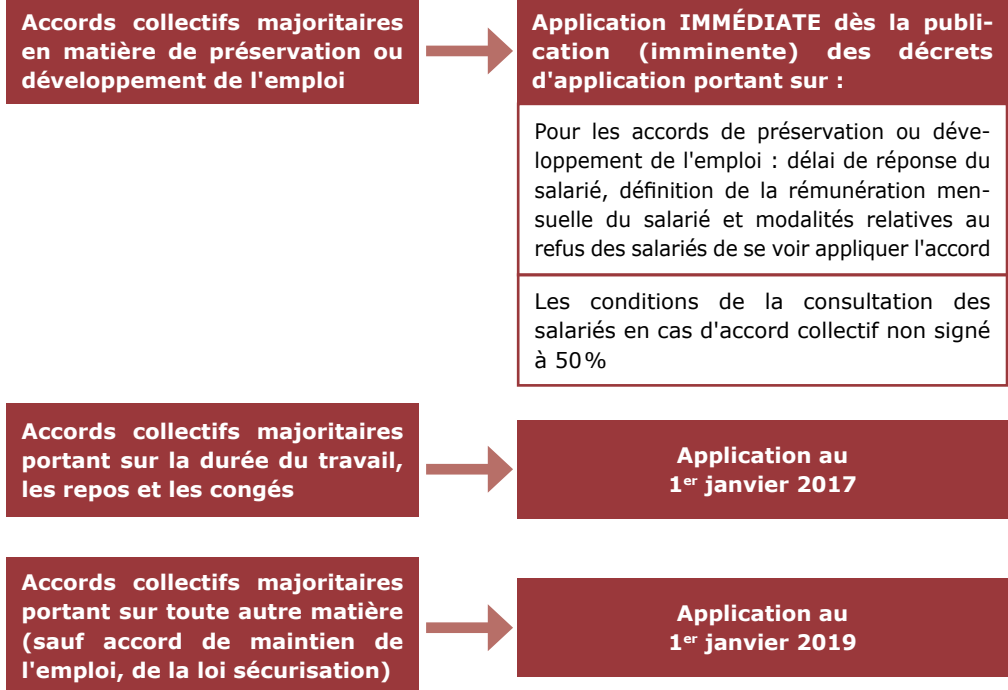 Accords collectifs majoritaires
en matière de préservation ou
développement de l'emploi
Application IMMÉDIATE dès la publi-
cation (imminente) des décrets
d'application portant sur :
Pour les accords de préservation ou déve-
loppement de l'emploi : délai de réponse du
salarié, définition de la rémunération men-
suelle du salarié et modalités relatives au
refus des salariés de se voir appliquer l'accord
Les conditions de la consultation des
salariés en cas d'accord collectif non signé
à 50%
Accords collectifs majoritaires
portant sur la durée du travail,
les repos et les congés
Application au
1er janvier 2017
Accords collectifs majoritaires
portant sur toute autre matière
(sauf accord de maintien de
l'emploi, de la loi sécurisation)
Application au
1er janvier 2019